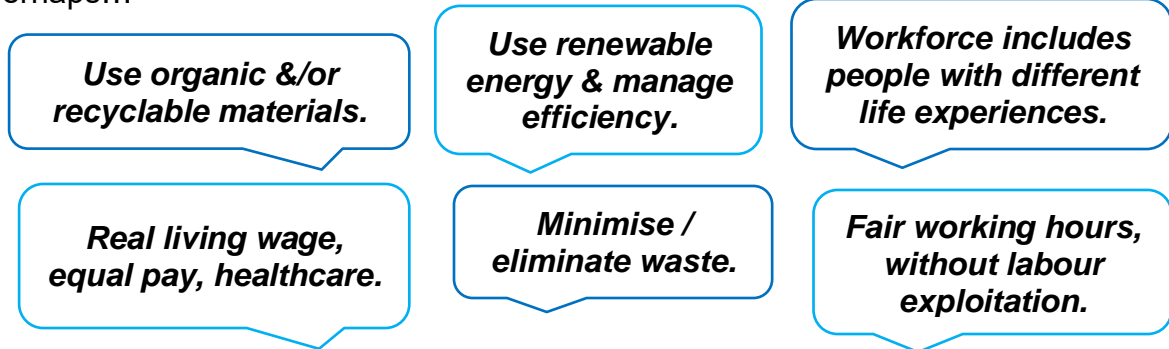 Use organic &/or
recyclable materials.
Use renewable
energy & manage
efficiency.
Workforce includes
people with different
life experiences.
Real living wage,
equal pay, healthcare.
Minimise /
eliminate waste.
Fair working hours,
without labour
exploitation.